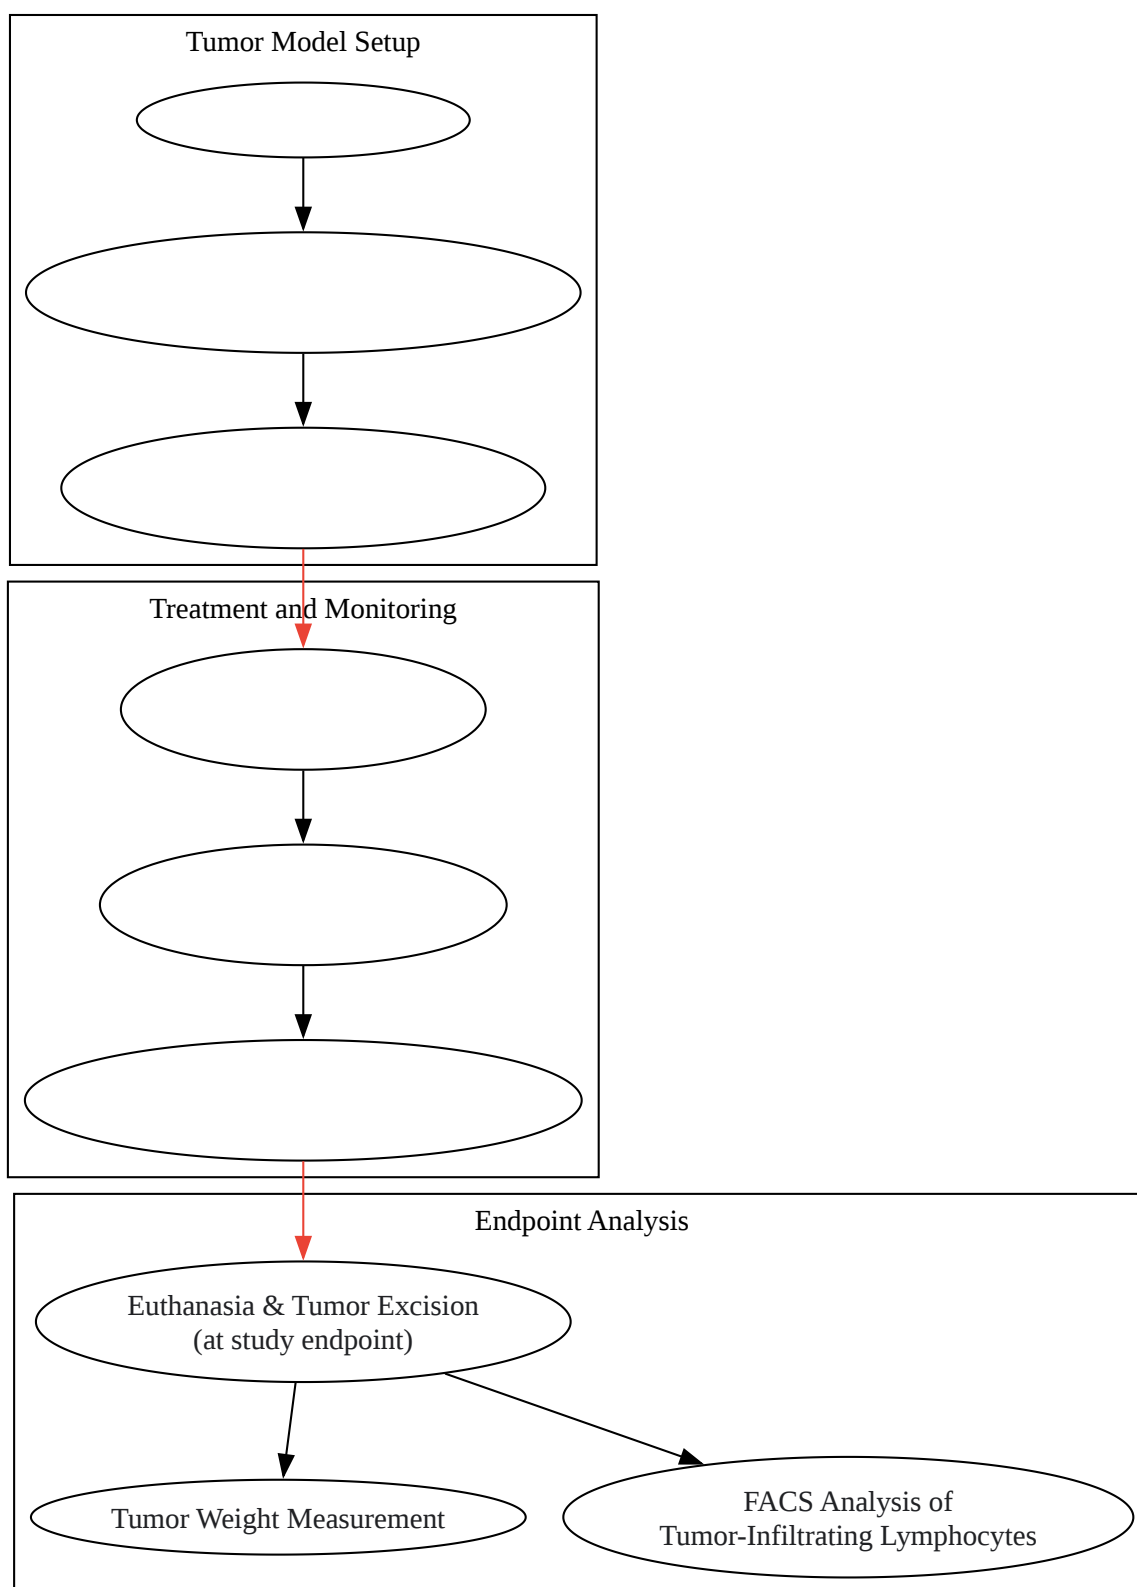 Tumor Model Setup
Treatment and Monitoring
Endpoint Analysis
Euthanasia & Tumor Excision
(at study endpoint)
Tumor Weight Measurement
FACS Analysis of
Tumor-Infiltrating Lymphocytes